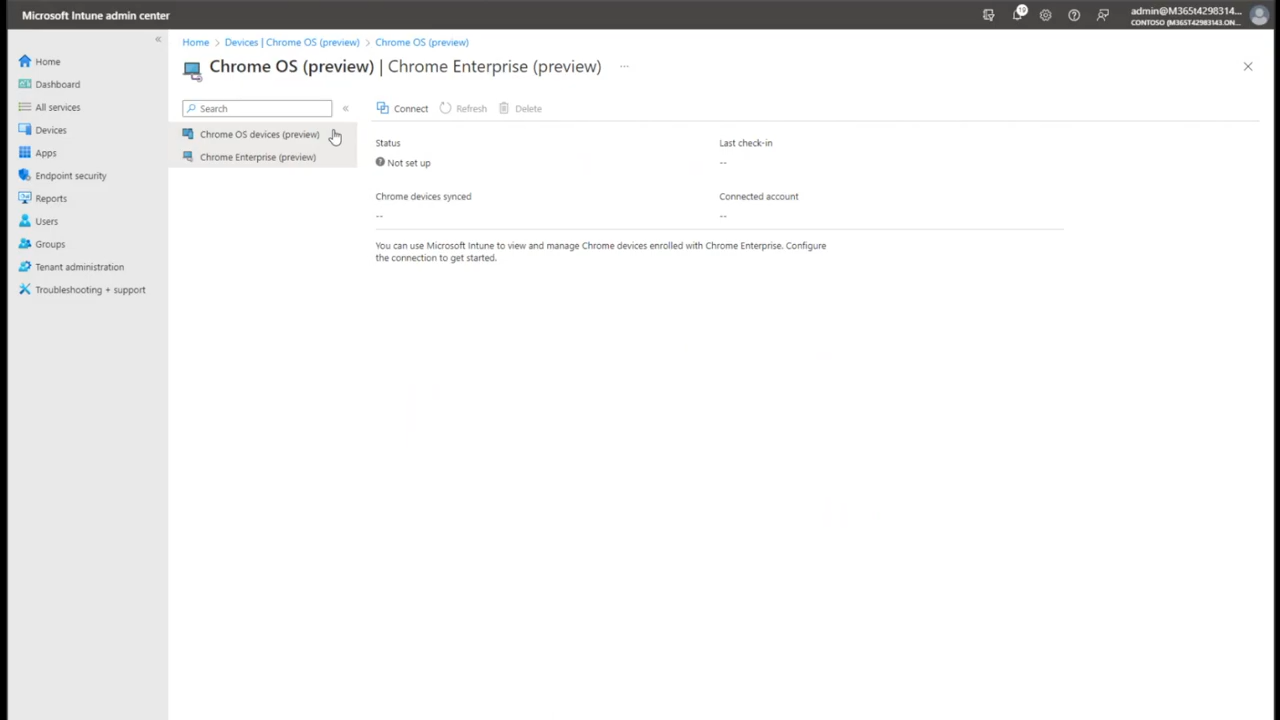 Microsoft Intune admin center
19
admin@M365t4298314...
CONTOSO (M365T4298143.ON...
«
Home > Devices | Chrome OS (preview) > Chrome OS (preview)
Chrome OS (preview) | Chrome Enterprise (preview) ...
Home
Dashboard
All services
Devices
Apps
Endpoint security
Reports
Users
Groups
Tenant administration
Troubleshooting + support
Search
«
Chrome OS devices (preview)
Chrome Enterprise (preview)
Connect Refresh Delete
Status
Not set up
Last check-in
--
Chrome devices synced
--
Connected account
--
You can use Microsoft Intune to view and manage Chrome devices enrolled with Chrome Enterprise. Configure
the connection to get started.